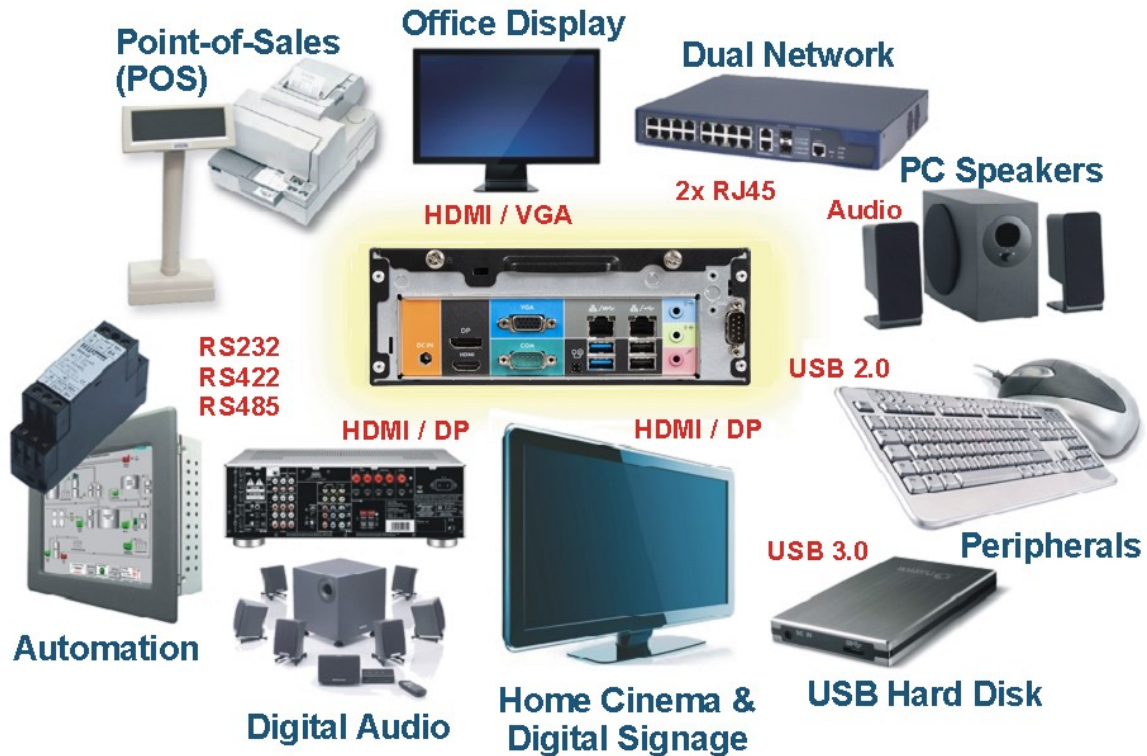 Point-of-Sales
(POS)
Office Display
Dual Network
PC Speakers
HDMI / VGA
2x RJ45
Audio
VGA
DP
DC IN
HDMI
COM
RS232
RS422
RS485
USB 2.0
HDMI / DP
HDMI / DP
USB 3.0
Peripherals
DC IN
Automation
Digital Audio
Home Cinema &
Digital Signage
USB Hard Disk